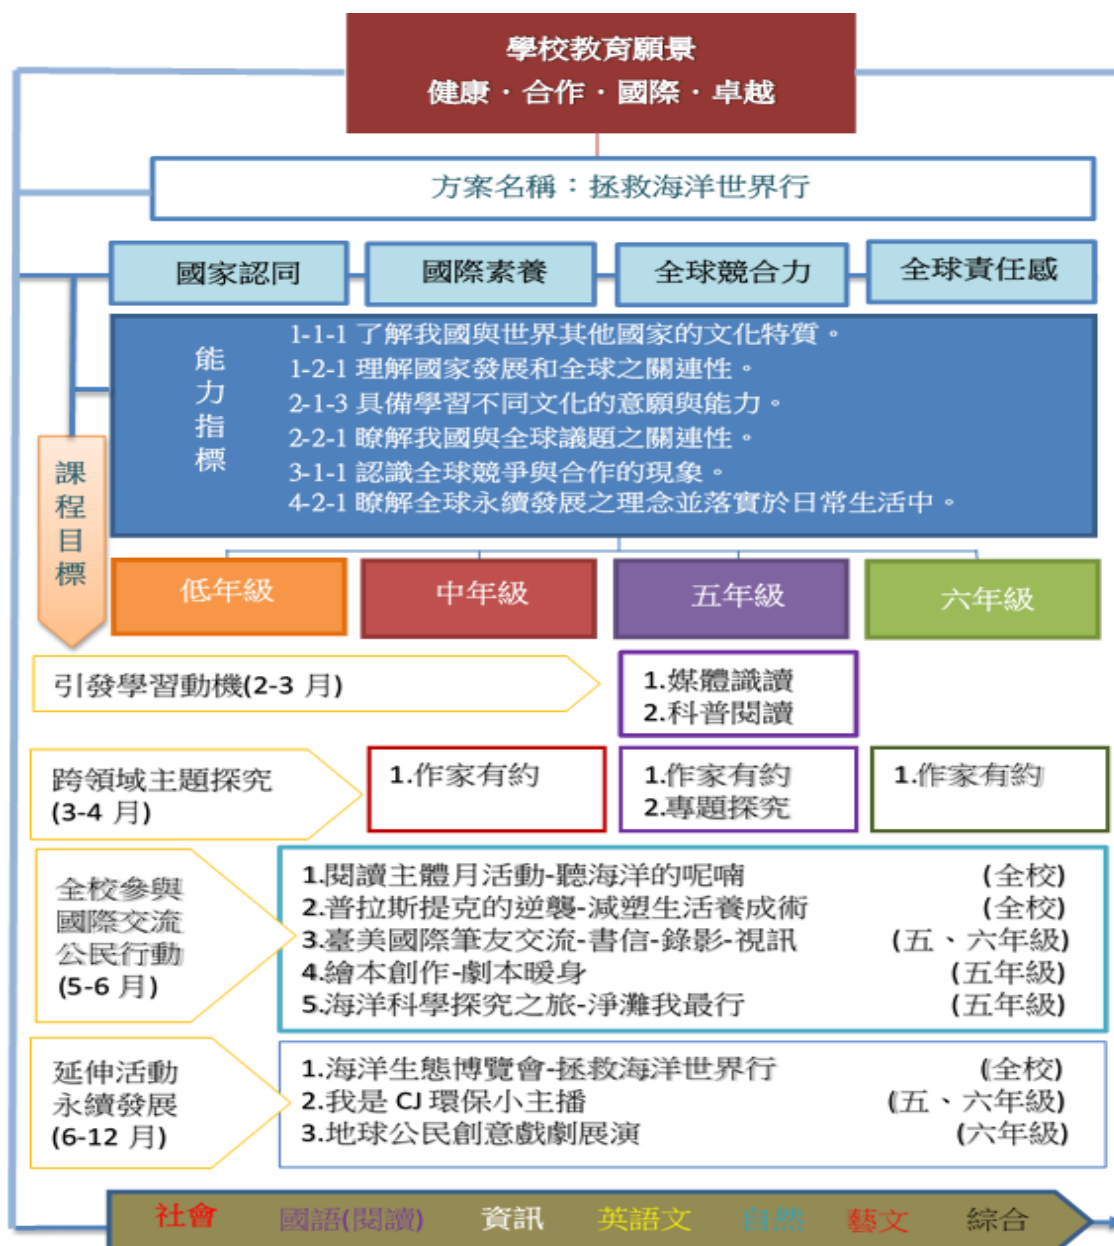 學校教育願景
健康‧合作‧國際‧卓越
方案名稱：拯救海洋世界行
國家認同
國際素養
全球競合力
全球責任感
能力指標
1-1-1 了解我國與世界其他國家的文化特質。
1-2-1 理解國家發展和全球之關連性。
2-1-3 具備學習不同文化的意願與能力。
2-2-1 瞭解我國與全球議題之關連性。
3-1-1 認識全球競爭與合作的現象。
4-2-1 瞭解全球永續發展之理念並落實於日常生活中。
課程目標
低年級
中年級
五年級
六年級
引發學習動機(2-3 月)
1.媒體識讀
2.科普閱讀
跨領域主題探究
(3-4 月)
1.作家有約
1.作家有約
2.專題探究
1.作家有約
全校參與
國際交流
公民行動
(5-6 月)
1.閱讀主體月活動-聽海洋的呢喃 (全校)
2.普拉斯提克的逆襲-減塑生活養成術 (全校)
3.臺美國際筆友交流-書信-錄影-視訊 (五、六年級)
4.繪本創作-劇本暖身 (五年級)
5.海洋科學探究之旅-淨灘我最行 (五年級)
延伸活動
永續發展
(6-12 月)
1.海洋生態博覽會-拯救海洋世界行 (全校)
2.我是 CJ 環保小主播 (五、六年級)
3.地球公民創意戲劇展演 (六年級)
社會 國語(閱讀) 資訊 英語文 自然 藝文 綜合